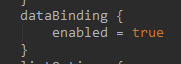 dataBinding {
    enabled = true
}